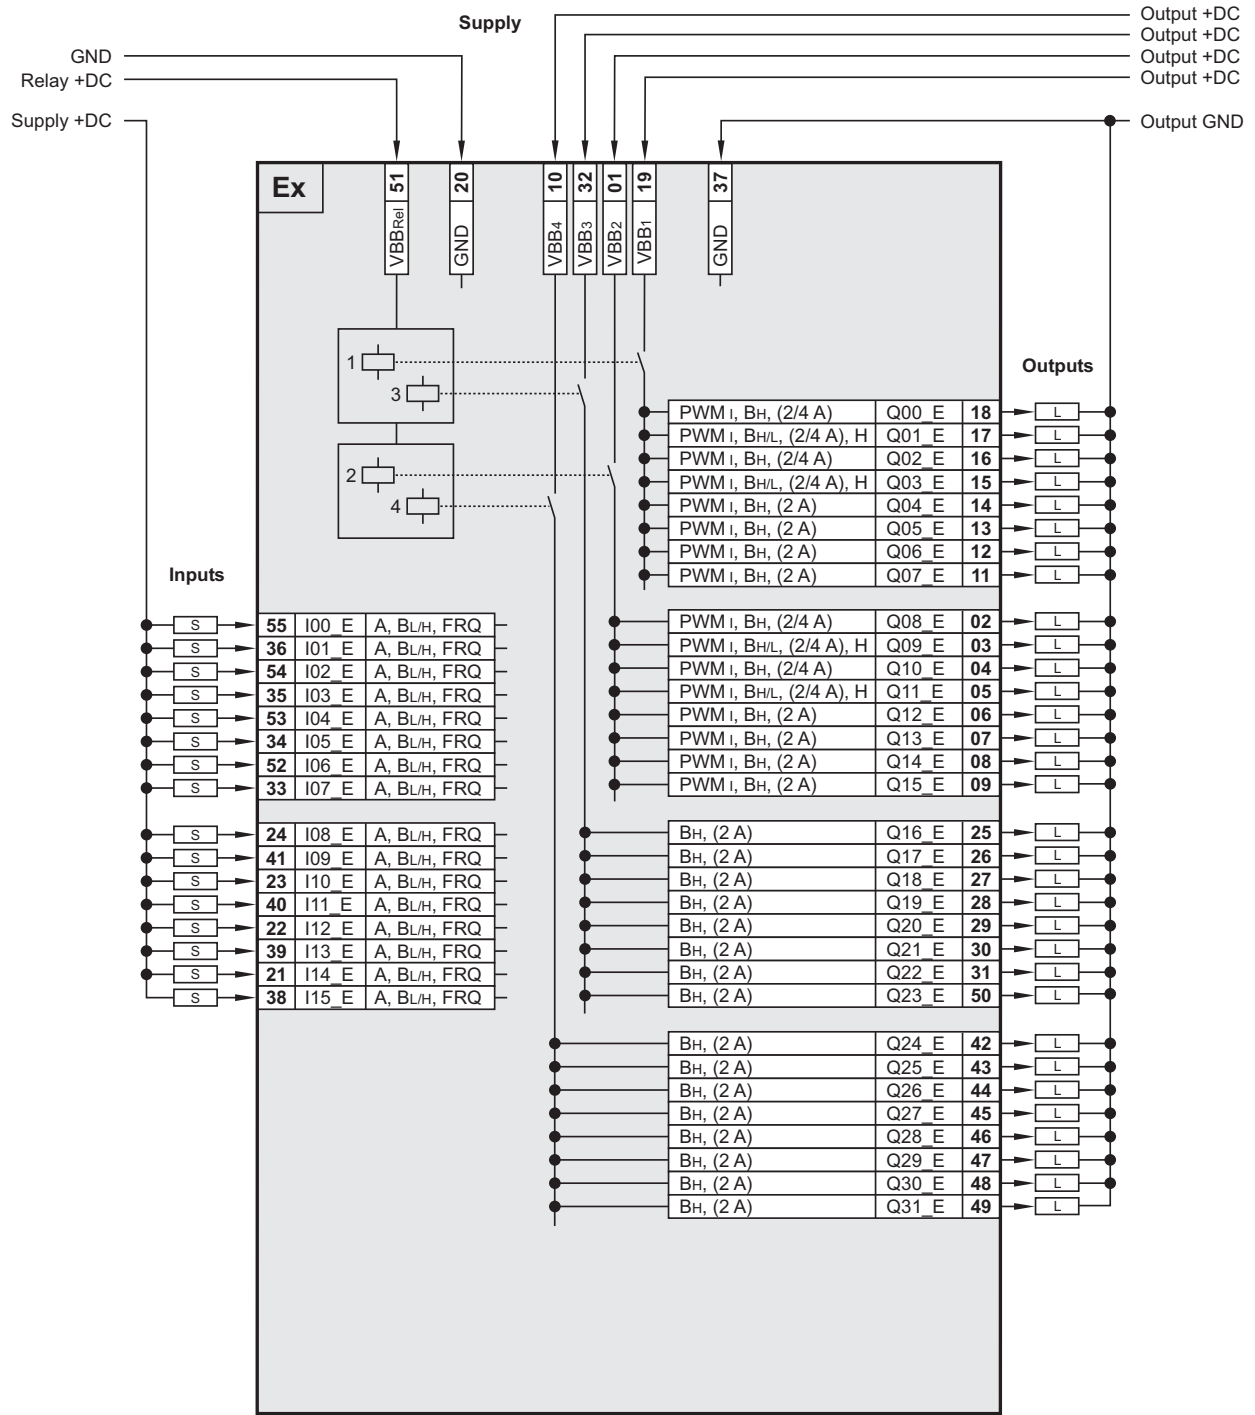 Supply
Output +DC
Output +DC
Output +DC
Output +DC
GND
Relay +DC
Supply +DC
Output GND
Ex
51 VBBRel
20 GND
10 VBB4
32 VBB3
01 VBB2
19 VBB1
37 GND
1
3
2
4
Outputs
PWM I, BH, (2/4 A) Q00_E 18 L
PWM I, BH/L, (2/4 A), H Q01_E 17 L
PWM I, BH, (2/4 A) Q02_E 16 L
PWM I, BH/L, (2/4 A), H Q03_E 15 L
PWM I, BH, (2 A) Q04_E 14 L
PWM I, BH, (2 A) Q05_E 13 L
PWM I, BH, (2 A) Q06_E 12 L
PWM I, BH, (2 A) Q07_E 11 L
PWM I, BH, (2/4 A) Q08_E 02 L
PWM I, BH/L, (2/4 A), H Q09_E 03 L
PWM I, BH, (2/4 A) Q10_E 04 L
PWM I, BH/L, (2/4 A), H Q11_E 05 L
PWM I, BH, (2 A) Q12_E 06 L
PWM I, BH, (2 A) Q13_E 07 L
PWM I, BH, (2 A) Q14_E 08 L
PWM I, BH, (2 A) Q15_E 09 L
BH, (2 A) Q16_E 25 L
BH, (2 A) Q17_E 26 L
BH, (2 A) Q18_E 27 L
BH, (2 A) Q19_E 28 L
BH, (2 A) Q20_E 29 L
BH, (2 A) Q21_E 30 L
BH, (2 A) Q22_E 31 L
BH, (2 A) Q23_E 50 L
BH, (2 A) Q24_E 42 L
BH, (2 A) Q25_E 43 L
BH, (2 A) Q26_E 44 L
BH, (2 A) Q27_E 45 L
BH, (2 A) Q28_E 46 L
BH, (2 A) Q29_E 47 L
BH, (2 A) Q30_E 48 L
BH, (2 A) Q31_E 49 L
Inputs
S 55 I00_E A, BL/H, FRQ
S 36 I01_E A, BL/H, FRQ
S 54 I02_E A, BL/H, FRQ
S 35 I03_E A, BL/H, FRQ
S 53 I04_E A, BL/H, FRQ
S 34 I05_E A, BL/H, FRQ
S 52 I06_E A, BL/H, FRQ
S 33 I07_E A, BL/H, FRQ
S 24 I08_E A, BL/H, FRQ
S 41 I09_E A, BL/H, FRQ
S 23 I10_E A, BL/H, FRQ
S 40 I11_E A, BL/H, FRQ
S 22 I12_E A, BL/H, FRQ
S 39 I13_E A, BL/H, FRQ
S 21 I14_E A, BL/H, FRQ
S 38 I15_E A, BL/H, FRQ